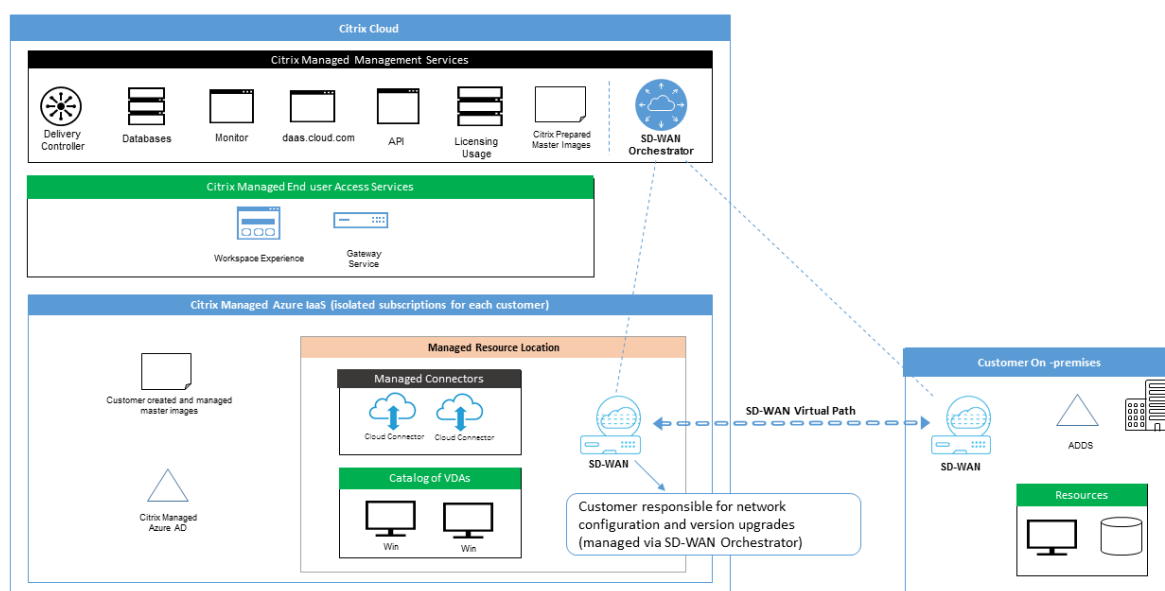 Citrix Cloud
Citrix Managed Management Services
Delivery
Controller
Databases
Monitor
daas.cloud.com
API
Licensing
Usage
Citrix Prepared
Master Images
SD-WAN
Orchestrator
Citrix Managed End user Access Services
Workspace Experience
Gateway
Service
Citrix Managed Azure IaaS (isolated subscriptions for each customer)
Customer created and managed
master images
Citrix Managed
Azure AD
Managed Resource Location
Managed Connectors
Cloud Connector
Cloud Connector
Catalog of VDAs
Win
Win
SD-WAN
Customer responsible for network
configuration and version upgrades
(managed via SD-WAN Orchestrator)
SD-WAN Virtual Path
Customer On -premises
SD-WAN
ADDS
Resources